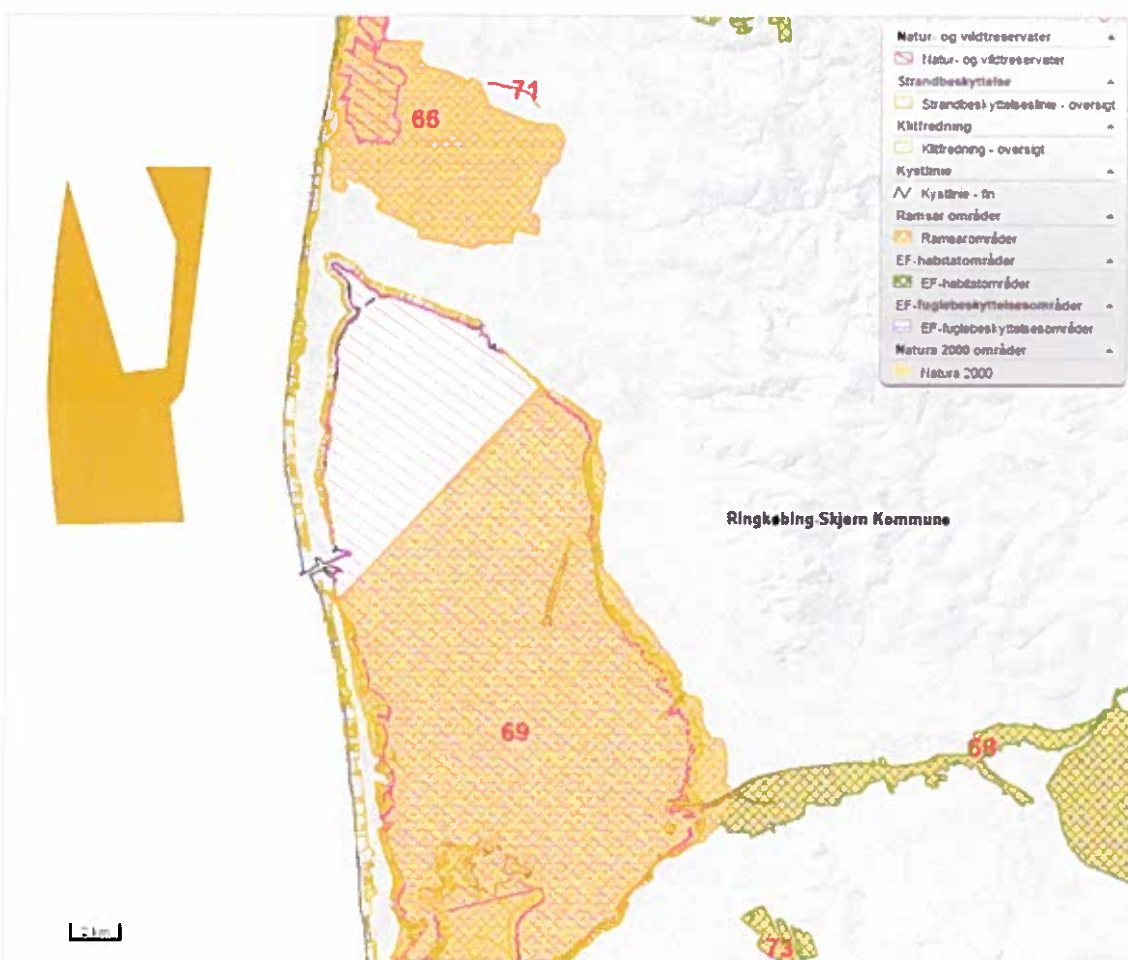 Natur- og vildtreservater
Natur- og vildtreservater
Strandbeskyttelse
Strandbeskyttelseslinie - oversigt
Klitfredning
Klitfredning - oversigt
Kystlinie
Kystlinie - fin
Ramsar områder
Ramsarområder
EF-habitatområder
EF-habitatområder
EF-fuglebeskyttelsesområder
EF-fuglebeskyttelsesområder
Natura 2000 områder
Natura 2000
71
66
Ringkøbing-Skjern Kommune
69
68
73
2 km